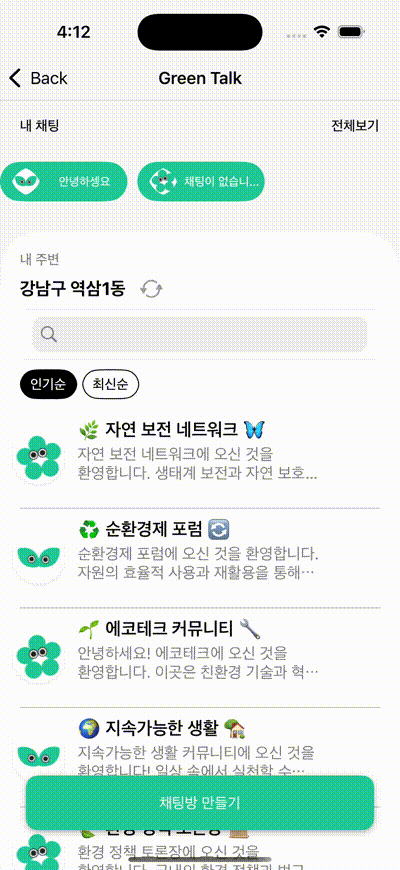 4:12
Back
Green Talk
내 채팅
전체보기
안녕하셍요
채팅이 없습니...
내 주변
강남구 역삼1동
인기순
최신순
🌿 자연 보전 네트워크 🦋
자연 보전 네트워크에 오신 것을
환영합니다. 생태계 보전과 자연 보호...
♻️ 순환경제 포럼 🔄
순환경제 포럼에 오신 것을 환영합니다.
자원의 효율적 사용과 재활용을 통해…
🌱 에코테크 커뮤니티 🔧
안녕하세요! 에코테크에 오신 것을
환영합니다. 이곳은 친환경 기술과 혁…
🌍 지속가능한 생활 🏡
지속가능한 생활 커뮤니티에 오신 것을
환영합니다! 일상 속에서 실천할 수…
채팅방 만들기
환경 정책 토론장에 오신 것을